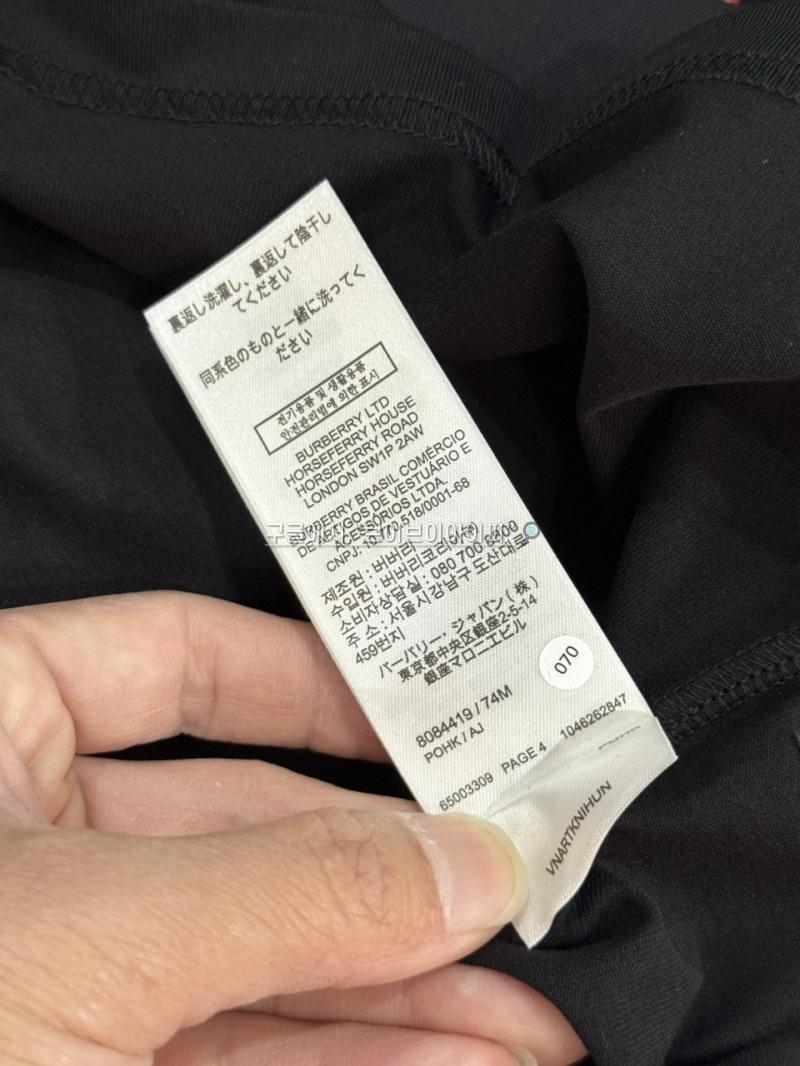 裏返し洗濯し、裏返して陰干し
てください
同系色のものと一緒に洗ってく
ださい
전기용품 및 생활용품
안전관리법에 의한 표시
BURBERRY LTD
HORSEFERRY HOUSE
HORSEFERRY ROAD
LONDON SW1P 2AW
BURBERRY BRASIL COMÉRCIO
DE ARTIGOS DE VESTUÁRIO E
ACESSÓRIOS LTDA.
CNPJ:
제조원 : 버버리
수입원 : 버버리코리아
소비자상담실 : 080 700
주 소 : 서울시강남구 도산대로
459번지
バーバリー・ジャパン(株)
東京都中央区銀座2-5-14
銀座マロニエビル
070
8084419 / 74M
POHK / AJ
65003309 PAGE 4 1046262847
VNARTKNIHUN